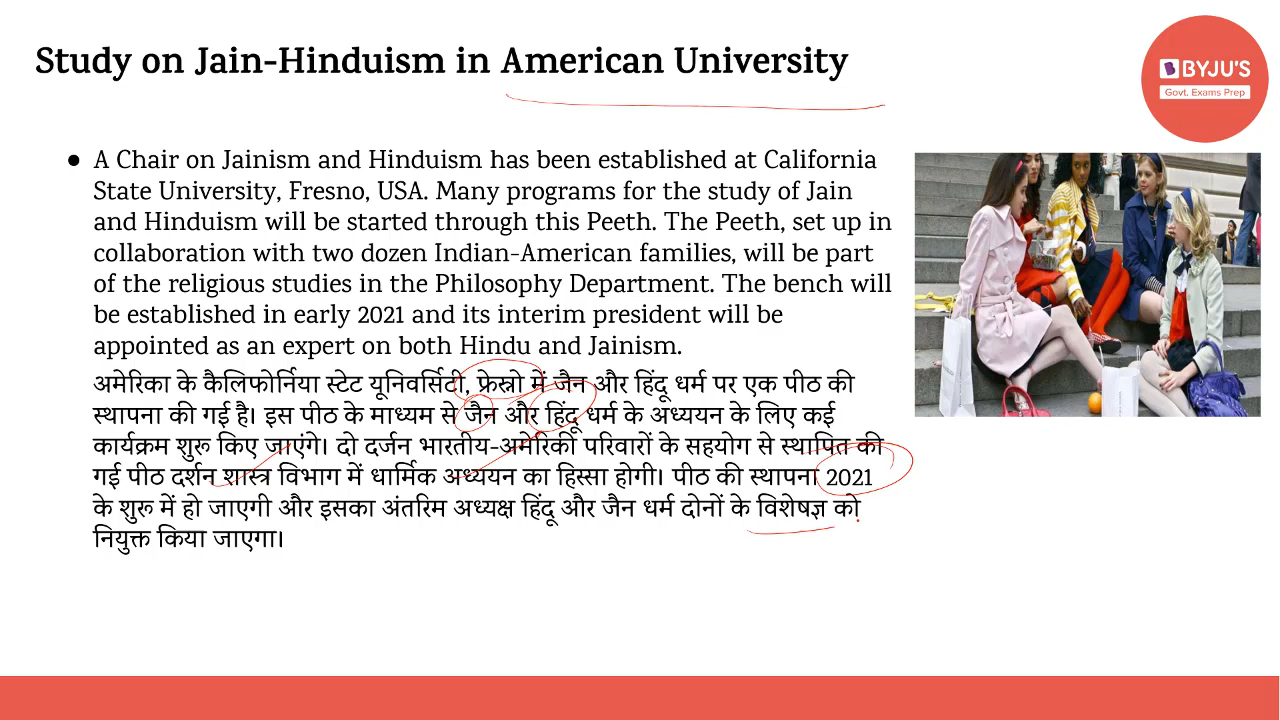 Study on Jain-Hinduism in American University
BYJU'S
Govt. Exams Prep
● A Chair on Jainism and Hinduism has been established at California
State University, Fresno, USA. Many programs for the study of Jain
and Hinduism will be started through this Peeth. The Peeth, set up in
collaboration with two dozen Indian-American families, will be part
of the religious studies in the Philosophy Department. The bench will
be established in early 2021 and its interim president will be
appointed as an expert on both Hindu and Jainism.
अमेरिका के कैलिफोर्निया स्टेट यूनिवर्सिटी, फ्रेस्नो में जैन और हिंदू धर्म पर एक पीठ की
स्थापना की गई है। इस पीठ के माध्यम से जैन और हिंदू धर्म के अध्ययन के लिए कई
कार्यक्रम शुरू किए जाएंगे। दो दर्जन भारतीय-अमेरिकी परिवारों के सहयोग से स्थापित की
गई पीठ दर्शन शास्त्र विभाग में धार्मिक अध्ययन का हिस्सा होगी। पीठ की स्थापना 2021
के शुरू में हो जाएगी और इसका अंतरिम अध्यक्ष हिंदू और जैन धर्म दोनों के विशेषज्ञ को
नियुक्त किया जाएगा।